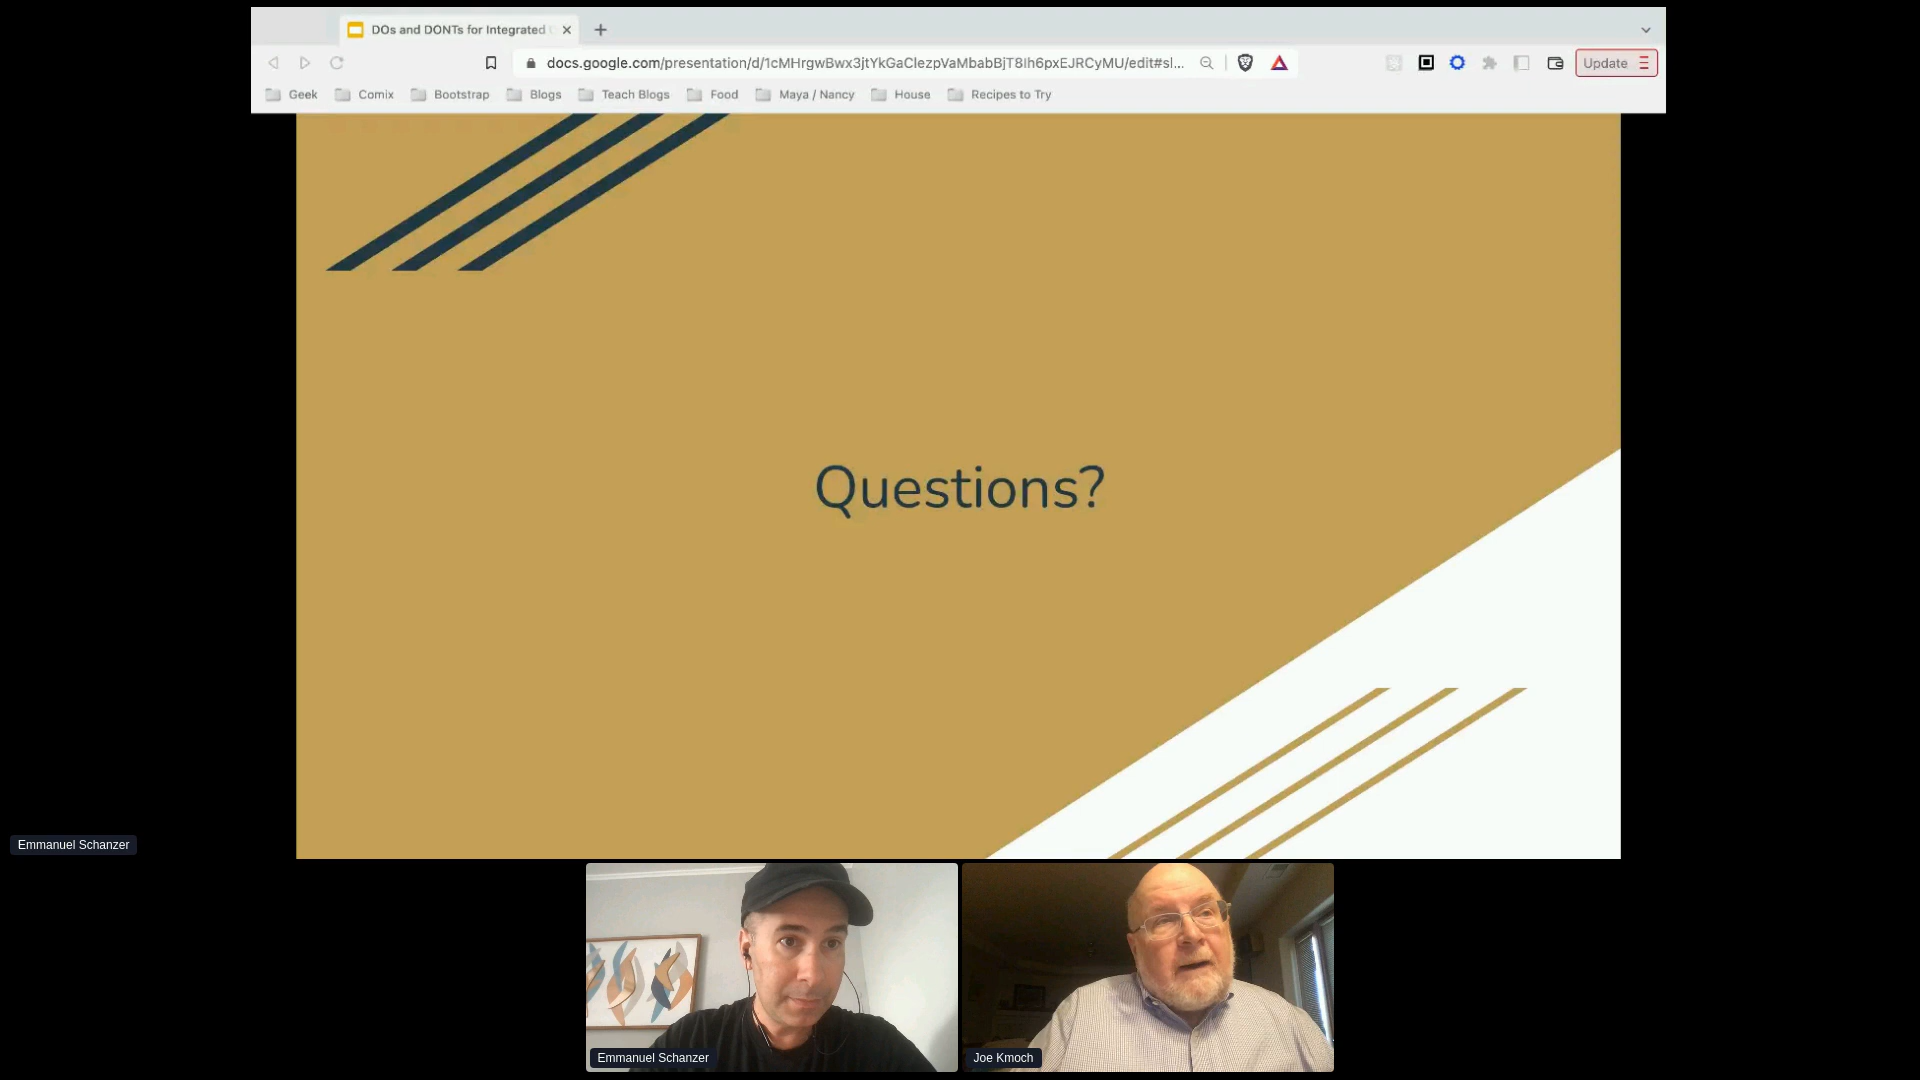 DOs and DONTs for Integrated
docs.google.com/presentation/d/1cMHrgwBwx3jtYkGaClezpVaMbabBjT8Ih6pxEJRCyMU/edit#sl...
Update
Geek
Comix
Bootstrap
Blogs
Teach Blogs
Food
Maya / Nancy
House
Recipes to Try
Questions?
Emmanuel Schanzer
Emmanuel Schanzer
Joe Kmoch